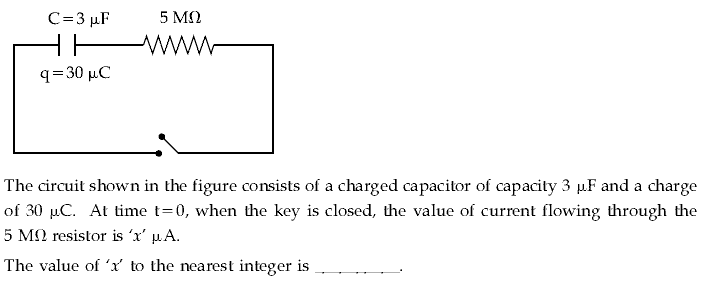 C=3 μF 5 MΩ
q=30 μC
The circuit shown in the figure consists of a charged capacitor of capacity 3 μF and a charge
of 30 μC. At time t=0, when the key is closed, the value of current flowing through the
5 MΩ resistor is ‘x’ μA.
The value of ‘x’ to the nearest integer is ________.